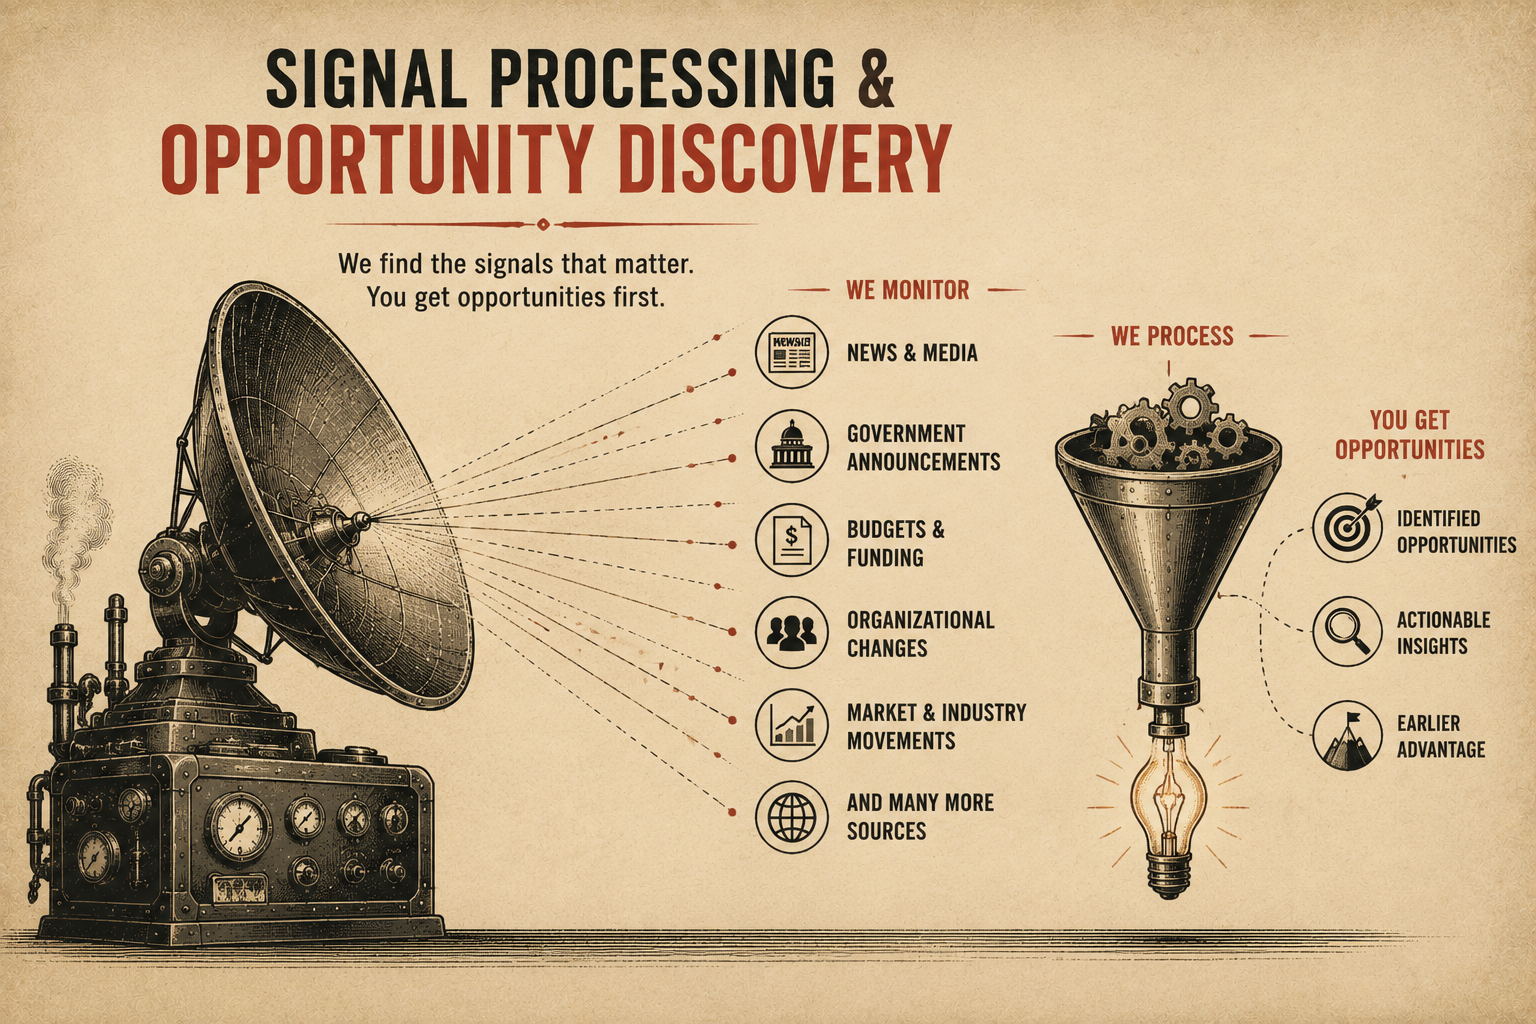 SIGNAL PROCESSING &
OPPORTUNITY DISCOVERY
We find the signals that matter.
You get opportunities first.
WE MONITOR
NEWS & MEDIA
GOVERNMENT
ANNOUNCEMENTS
BUDGETS &
FUNDING
$
ORGANIZATIONAL
CHANGES
MARKET & INDUSTRY
MOVEMENTS
AND MANY MORE
SOURCES
WE PROCESS
YOU GET
OPPORTUNITIES
IDENTIFIED
OPPORTUNITIES
ACTIONABLE
INSIGHTS
EARLIER
ADVANTAGE